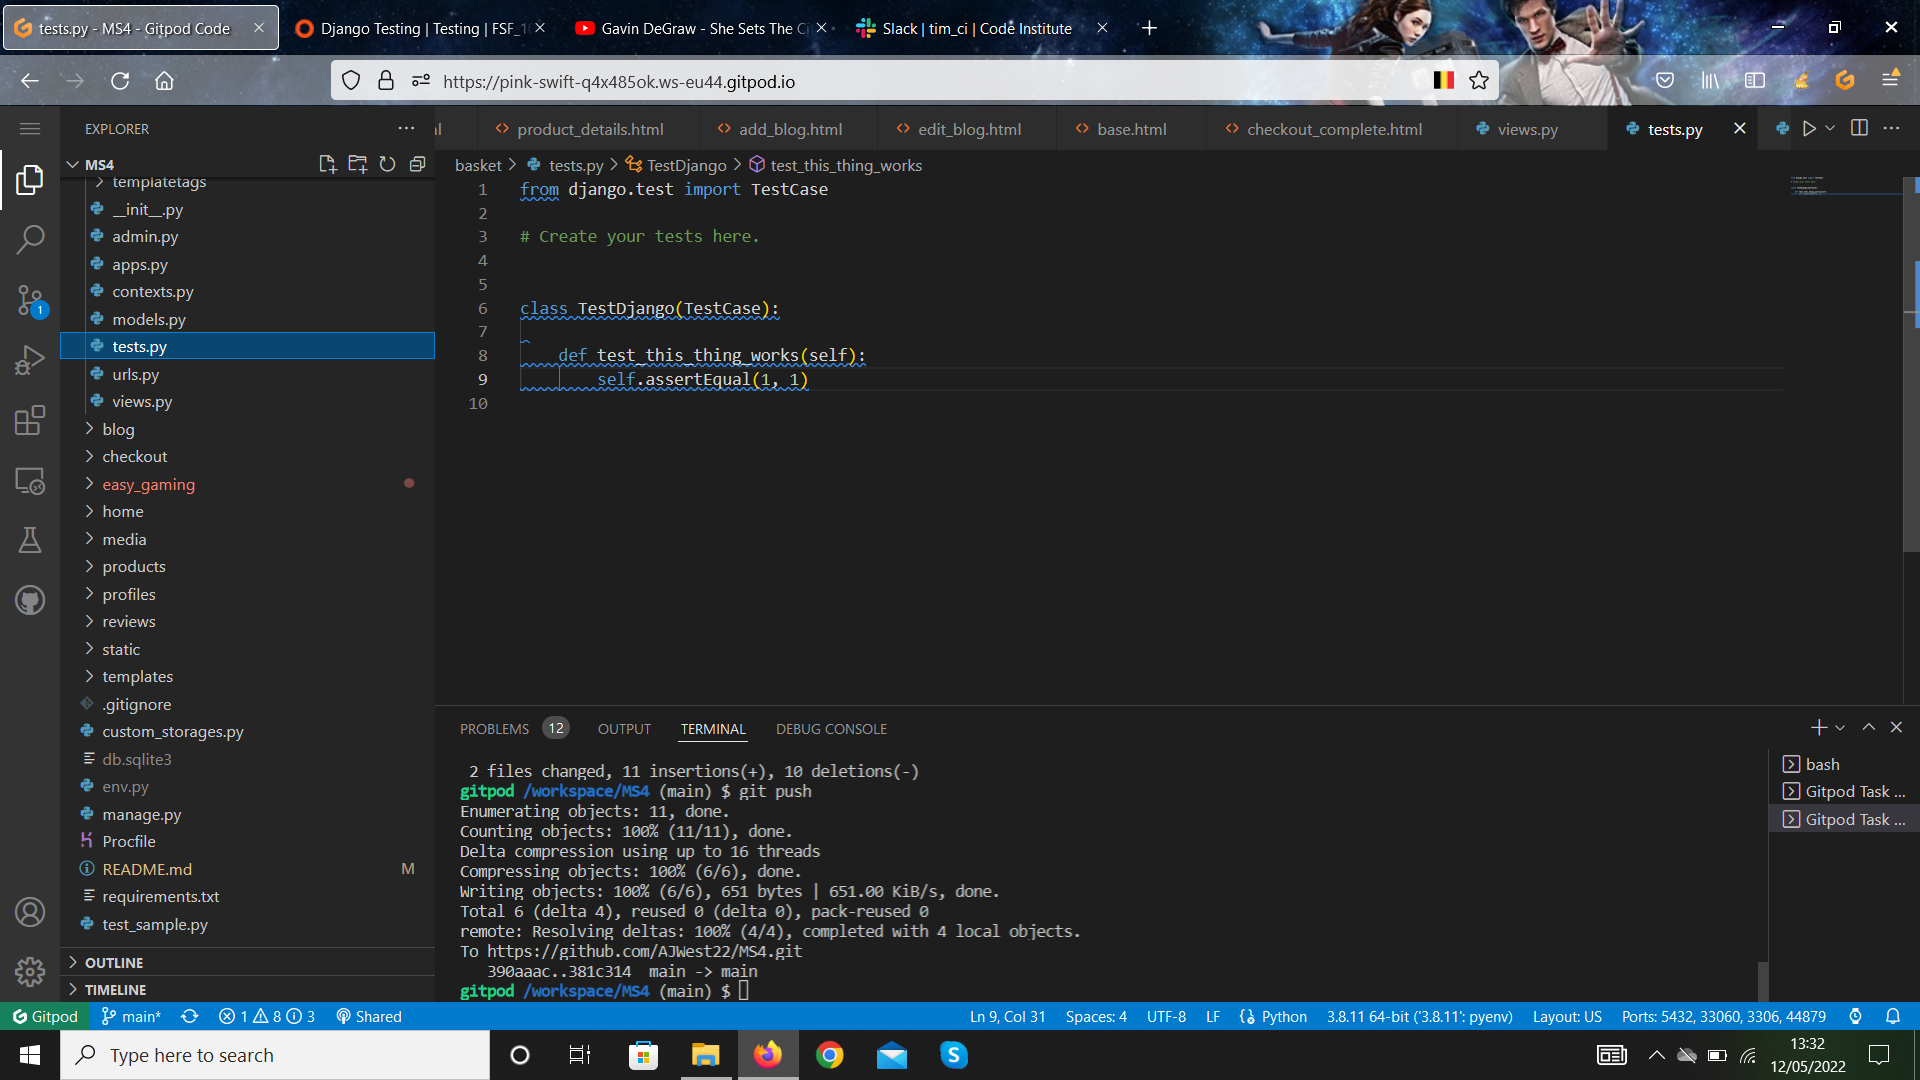 tests.py - MS4 - Gitpod Code
Django Testing | Testing | FSF_10
Gavin DeGraw - She Sets The Ci
Slack | tim_ci | Code Institute
https://pink-swift-q4x485ok.ws-eu44.gitpod.io
EXPLORER
product_details.html
add_blog.html
edit_blog.html
base.html
checkout_complete.html
views.py
tests.py
MS4
basket > tests.py > TestDjango > test_this_thing_works
templatetags
__init__.py
admin.py
apps.py
contexts.py
models.py
tests.py
urls.py
views.py
blog
checkout
easy_gaming
home
media
products
profiles
reviews
static
templates
.gitignore
custom_storages.py
db.sqlite3
env.py
manage.py
Procfile
README.md M
requirements.txt
test_sample.py
OUTLINE
TIMELINE
1
1 from django.test import TestCase
2
3 # Create your tests here.
4
5
6 class TestDjango(TestCase):
7
8 def test_this_thing_works(self):
9 self.assertEqual(1, 1)
10
PROBLEMS 12 OUTPUT TERMINAL DEBUG CONSOLE
2 files changed, 11 insertions(+), 10 deletions(-)
gitpod /workspace/MS4 (main) $ git push
Enumerating objects: 11, done.
Counting objects: 100% (11/11), done.
Delta compression using up to 16 threads
Compressing objects: 100% (6/6), done.
Writing objects: 100% (6/6), 651 bytes | 651.00 KiB/s, done.
Total 6 (delta 4), reused 0 (delta 0), pack-reused 0
remote: Resolving deltas: 100% (4/4), completed with 4 local objects.
To https://github.com/AJWest22/MS4.git
390aaac..381c314 main -> main
gitpod /workspace/MS4 (main) $
bash
Gitpod Task ...
Gitpod Task ...
Gitpod main* 1 8 3 Shared
Ln 9, Col 31 Spaces: 4 UTF-8 LF Python 3.8.11 64-bit ('3.8.11': pyenv) Layout: US Ports: 5432, 33060, 3306, 44879
Type here to search
13:32
12/05/2022